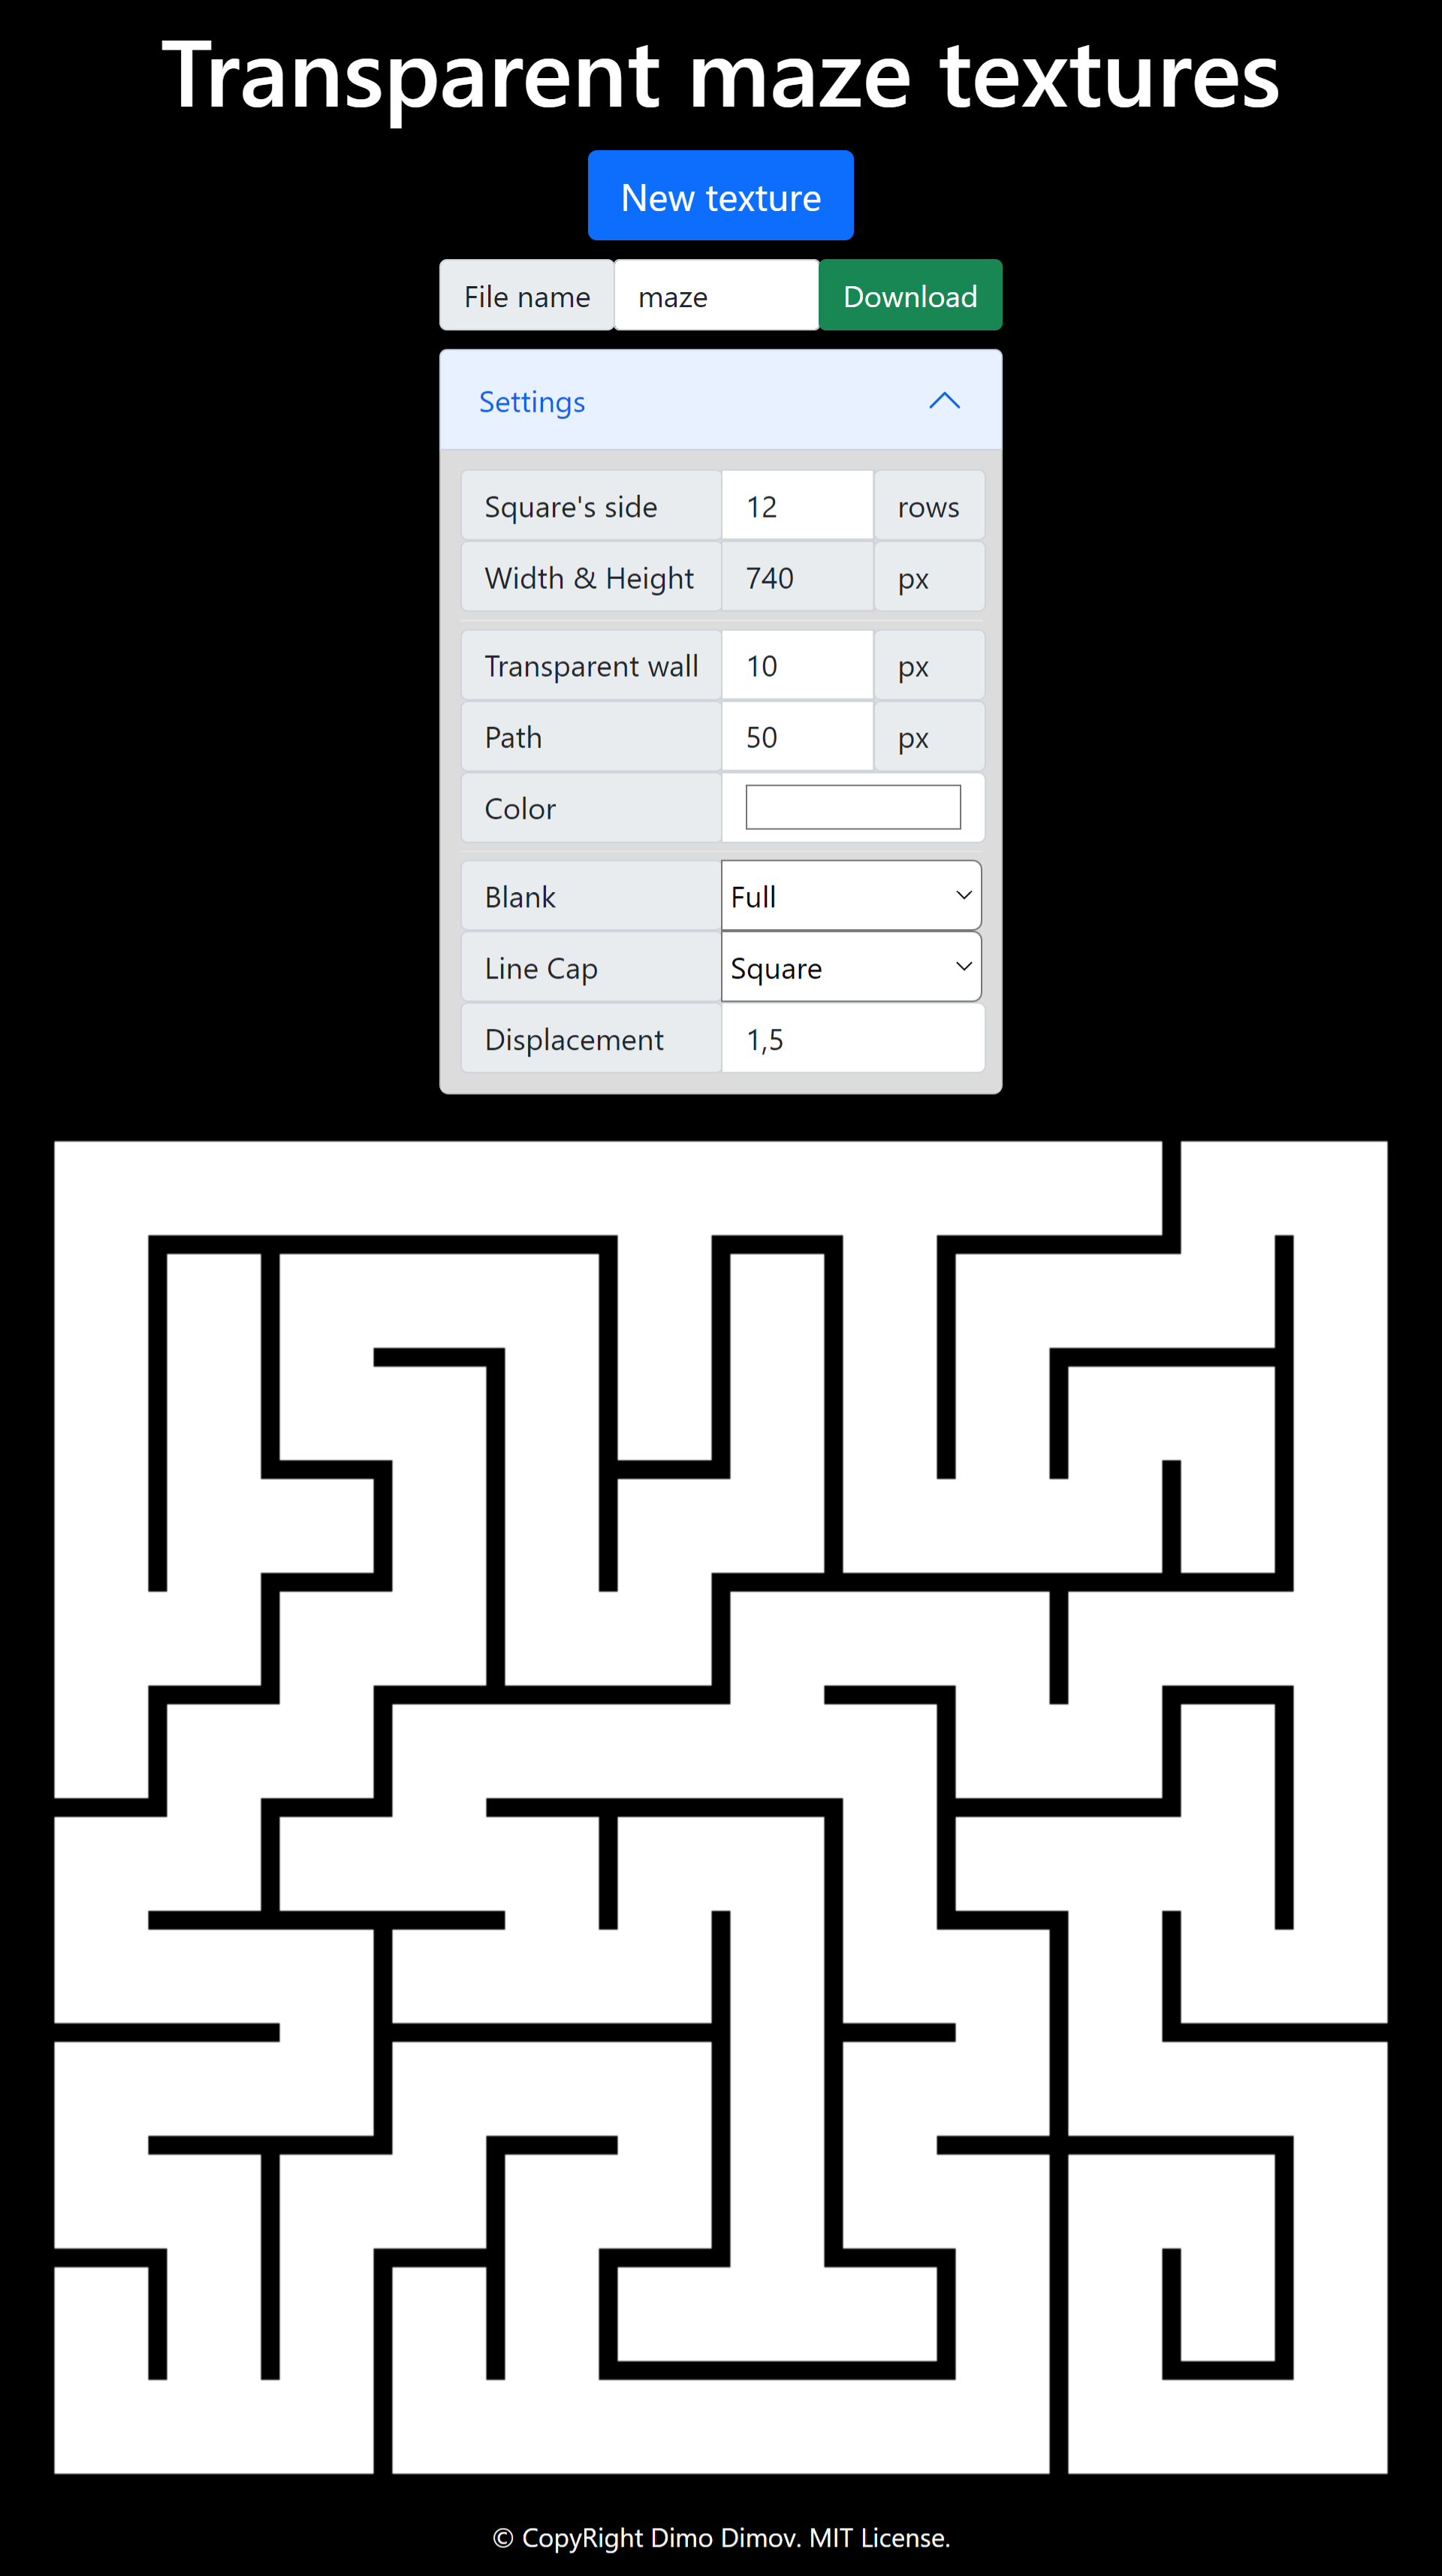 Transparent maze textures
New texture
File name maze Download
Settings
Square's side 12 rows
Width & Height 740 px
Transparent wall 10 px
Path 50 px
Color
Blank Full
Line Cap Square
Displacement 1,5
© CopyRight Dimo Dimov. MIT License.